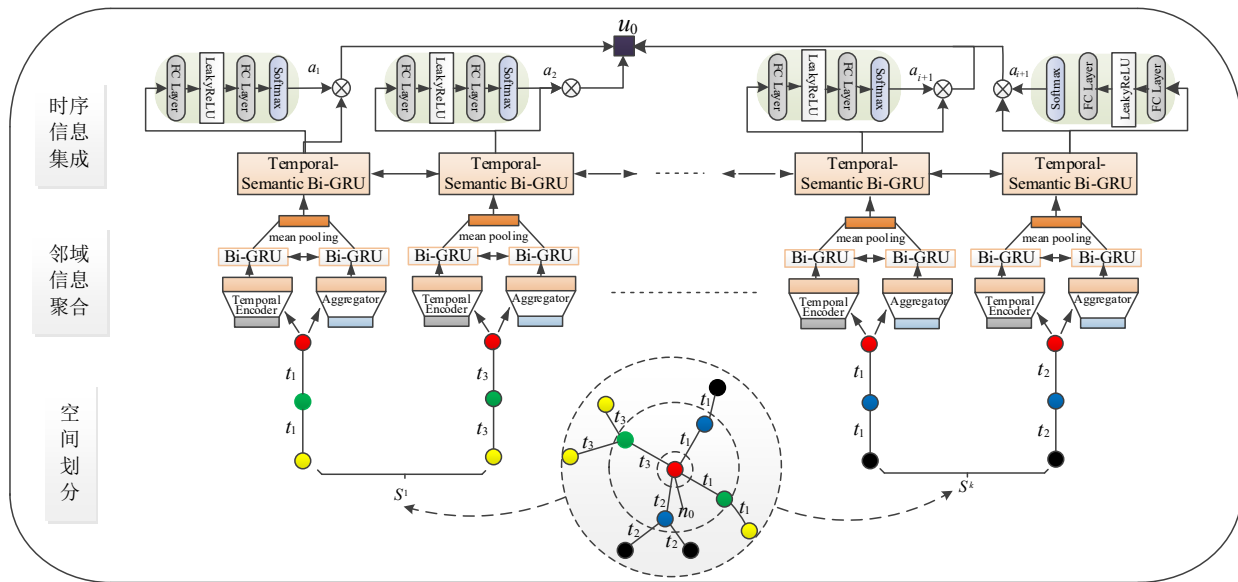 u0
时序
信息
集成
FC Layer
LeakyReLU
FC Layer
Softmax
a1
FC Layer
LeakyReLU
FC Layer
Softmax
a2
FC Layer
LeakyReLU
FC Layer
Softmax
ai+1
ai+1
Softmax
FC Layer
LeakyReLU
FC Layer
Temporal-
Semantic Bi-GRU
Temporal-
Semantic Bi-GRU
Temporal-
Semantic Bi-GRU
Temporal-
Semantic Bi-GRU
邻域
信息
聚合
mean pooling
Bi-GRU
Bi-GRU
Temporal
Encoder
Aggregator
mean pooling
Bi-GRU
Bi-GRU
Temporal
Encoder
Aggregator
mean pooling
Bi-GRU
Bi-GRU
Temporal
Encoder
Aggregator
mean pooling
Bi-GRU
Bi-GRU
Temporal
Encoder
Aggregator
空
间
划
分
t1
t1
t3
t3
S1
t1
t3
t1
t3
t3
t1
t2
n0
t1
t2
t2
t1
t1
t2
t2
Sk